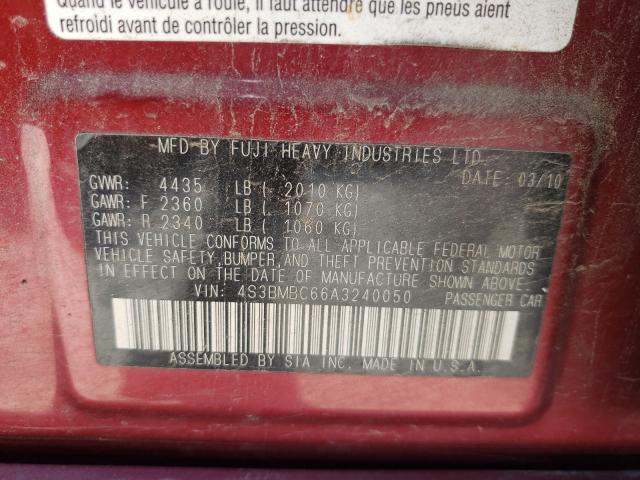 Quand le véhicule a roulé, il faut attendre que les pneus aient
refroidi avant de contrôler la pression.
MFD BY FUJI HEAVY INDUSTRIES LTD.
DATE: 03/10
GVWR: 4435 LB ( 2010 KG)
GAWR: F 2360 LB ( 1070 KG)
GAWR: R 2340 LB ( 1060 KG)
THIS VEHICLE CONFORMS TO ALL APPLICABLE FEDERAL MOTOR
VEHICLE SAFETY, BUMPER, AND THEFT PREVENTION STANDARDS
IN EFFECT ON THE DATE OF MANUFACTURE SHOWN ABOVE.
VIN: 4S3BMBC66A3240050 PASSENGER CAR
ASSEMBLED BY SIA INC. MADE IN U.S.A.